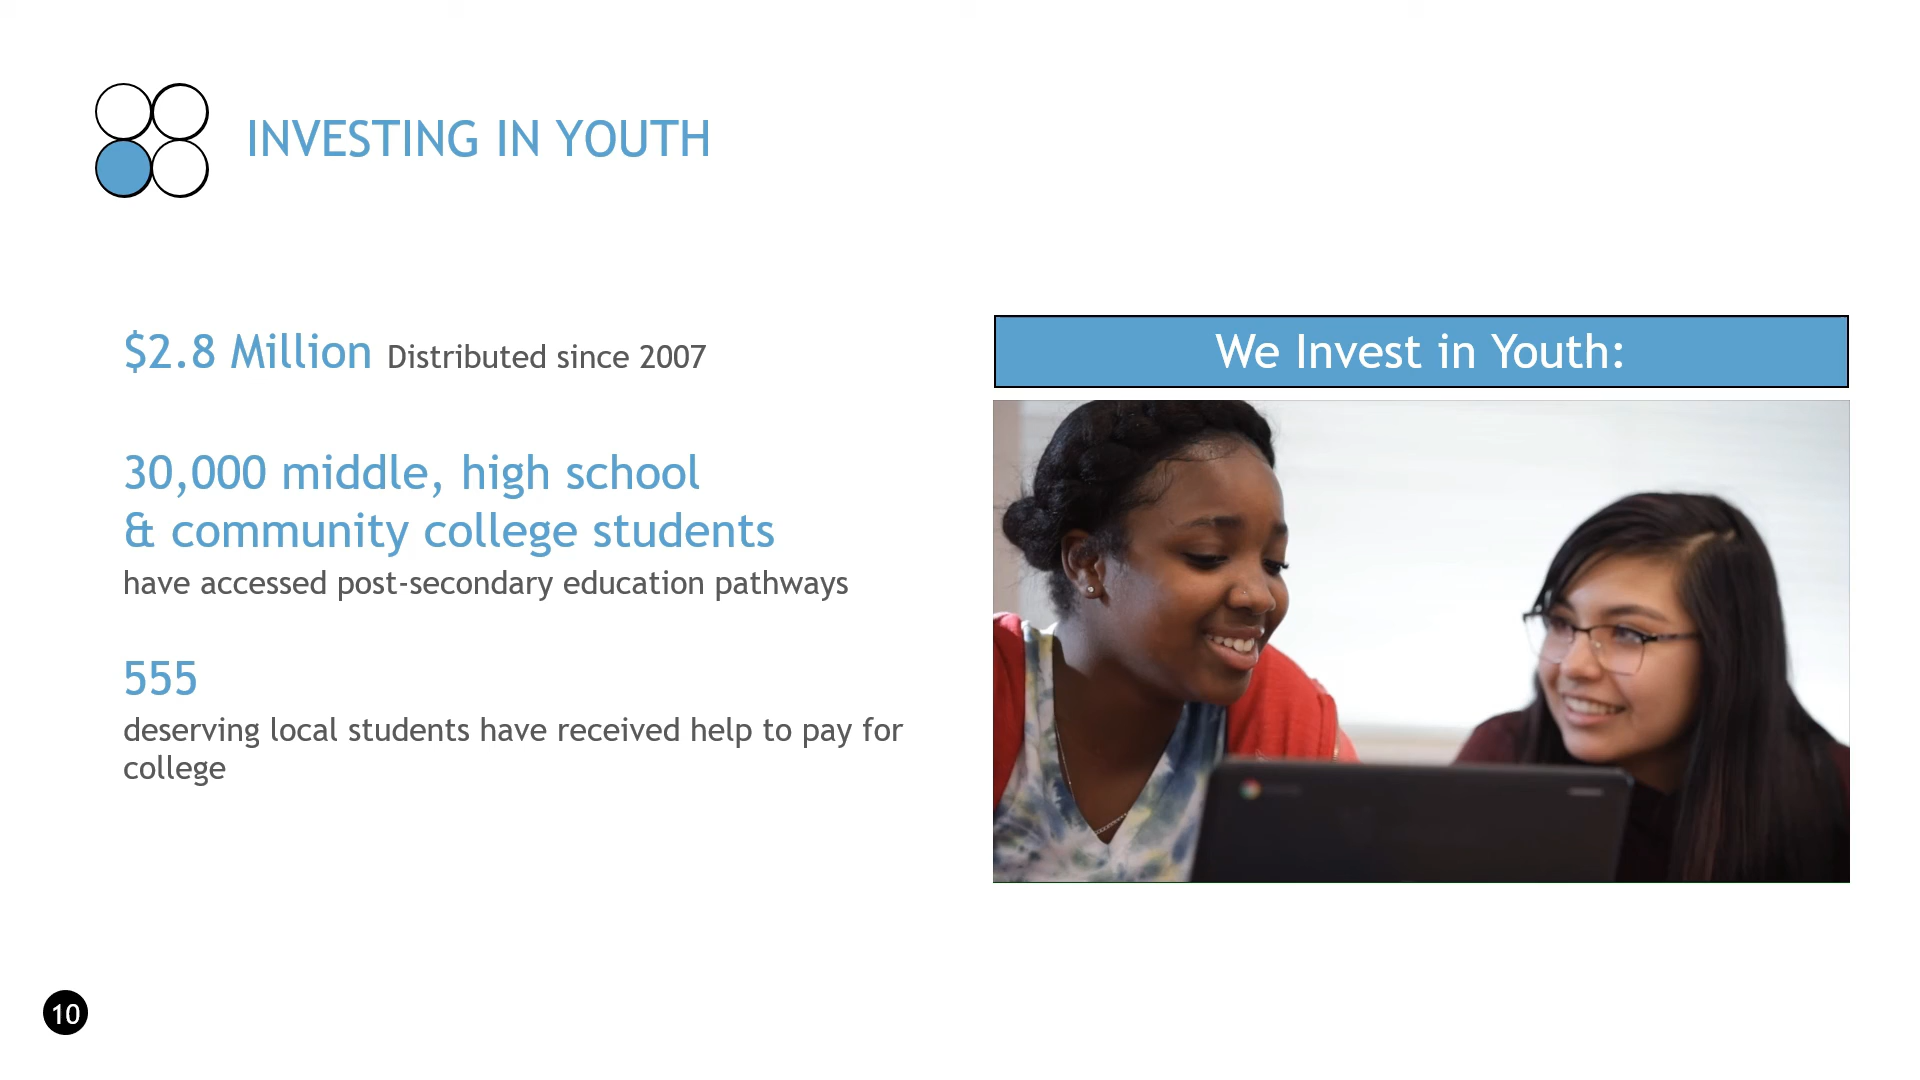 INVESTING IN YOUTH
$2.8 Million Distributed since 2007
30,000 middle, high school
& community college students
have accessed post-secondary education pathways
555
deserving local students have received help to pay for
college
We Invest in Youth:
10